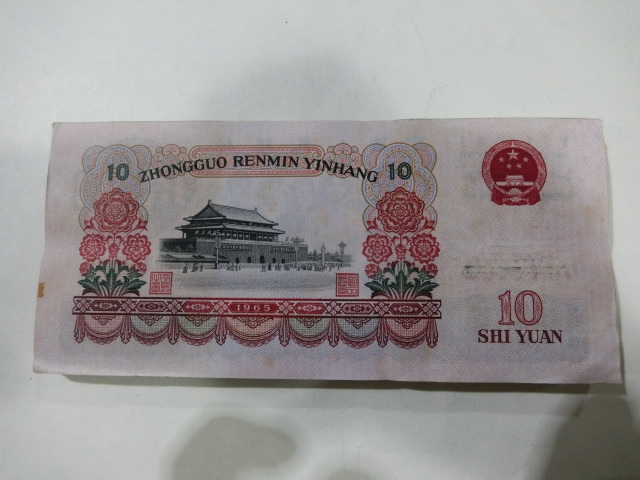 10 ZHONGGUO RENMIN YINHANG 10
1965
10
SHI YUAN